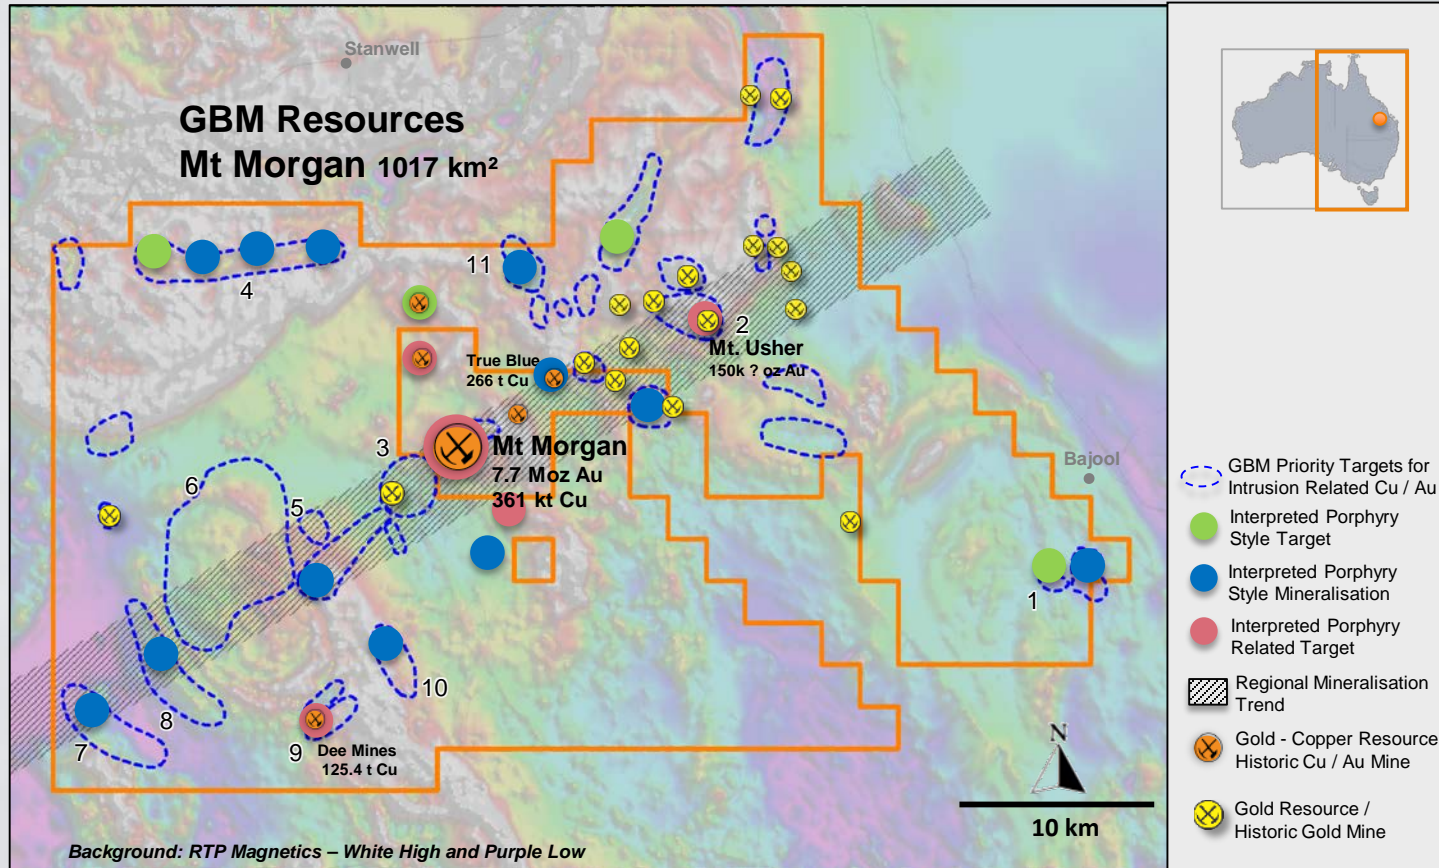 Stanwell
GBM Resources
Mt Morgan 1017 km²
11
4
2
Mt. Usher
150k ? oz Au
True Blue
266 t Cu
3
Mt Morgan
7.7 Moz Au
361 kt Cu
6
5
Bajool
1
10
8
7
9
Dee Mines
125.4 t Cu
N
10 km
Background: RTP Magnetics – White High and Purple Low
GBM Priority Targets for
Intrusion Related Cu / Au
Interpreted Porphyry
Style Target
Interpreted Porphyry
Style Mineralisation
Interpreted Porphyry
Related Target
Regional Mineralisation
Trend
Gold - Copper Resource
Historic Cu / Au Mine
Gold Resource /
Historic Gold Mine